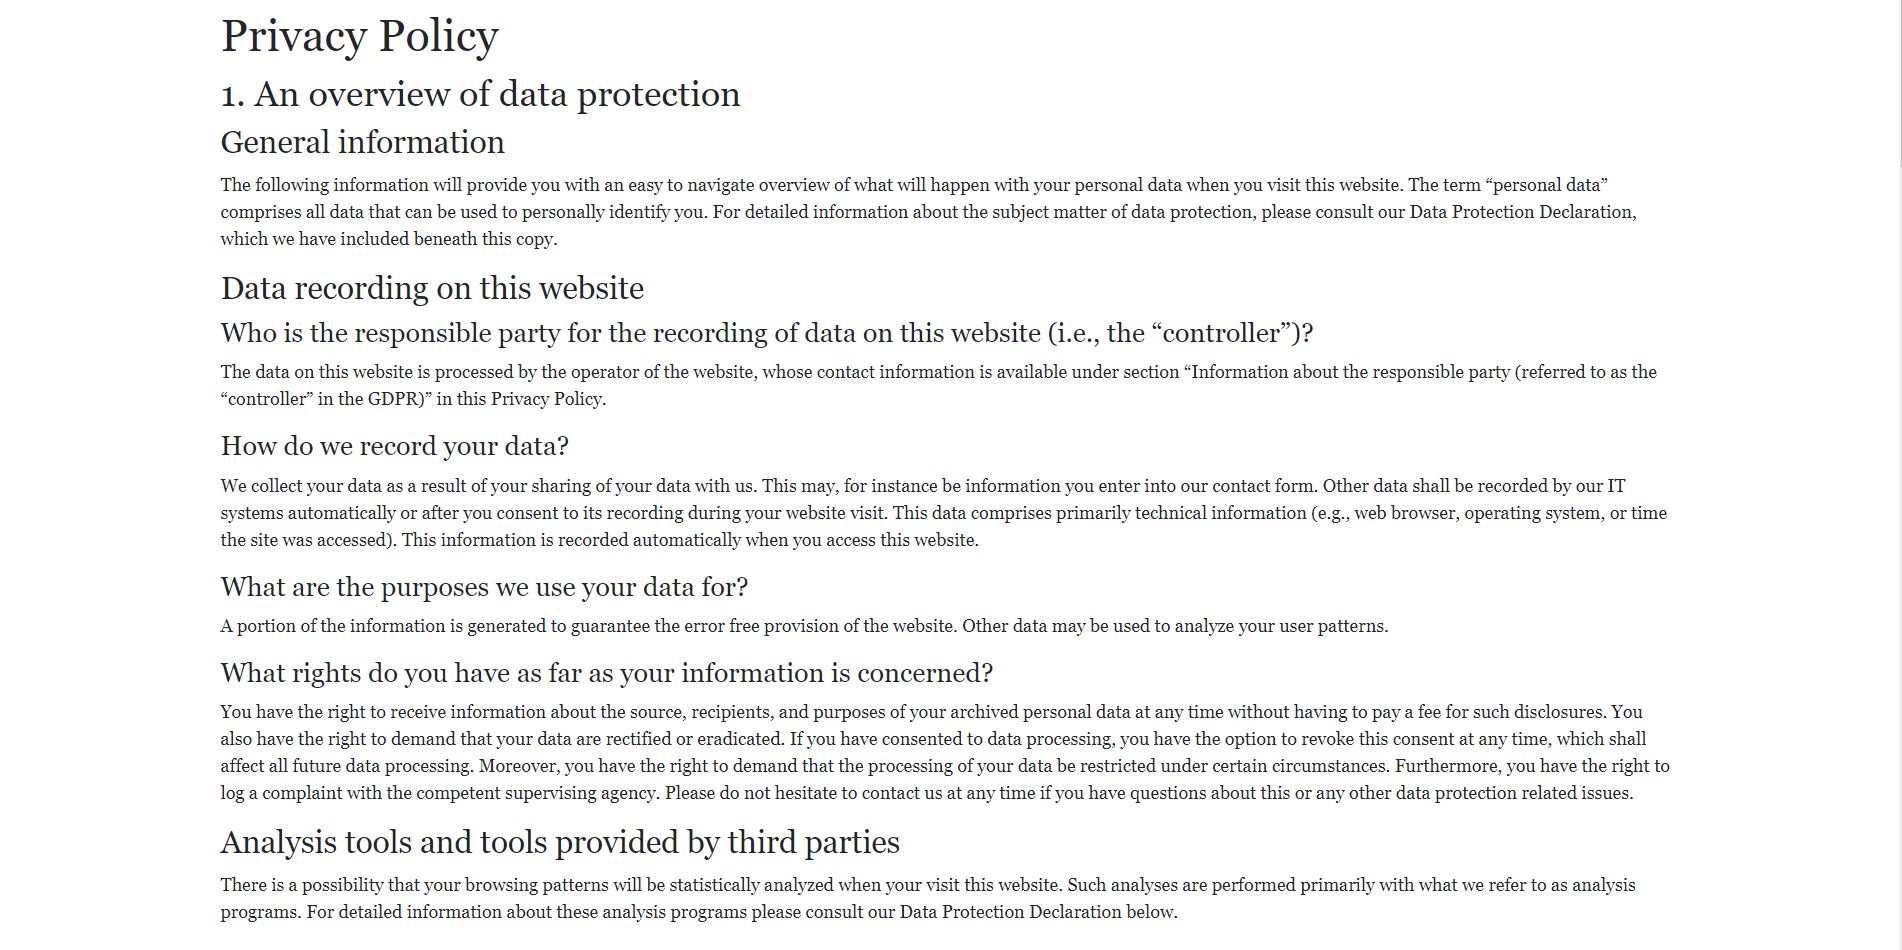 Privacy Policy
1. An overview of data protection
General information
The following information will provide you with an easy to navigate overview of what will happen with your personal data when you visit this website. The term “personal data”
comprises all data that can be used to personally identify you. For detailed information about the subject matter of data protection, please consult our Data Protection Declaration,
which we have included beneath this copy.
Data recording on this website
Who is the responsible party for the recording of data on this website (i.e., the “controller”)?
The data on this website is processed by the operator of the website, whose contact information is available under section “Information about the responsible party (referred to as the
“controller” in the GDPR)” in this Privacy Policy.
How do we record your data?
We collect your data as a result of your sharing of your data with us. This may, for instance be information you enter into our contact form. Other data shall be recorded by our IT
systems automatically or after you consent to its recording during your website visit. This data comprises primarily technical information (e.g., web browser, operating system, or time
the site was accessed). This information is recorded automatically when you access this website.
What are the purposes we use your data for?
A portion of the information is generated to guarantee the error free provision of the website. Other data may be used to analyze your user patterns.
What rights do you have as far as your information is concerned?
You have the right to receive information about the source, recipients, and purposes of your archived personal data at any time without having to pay a fee for such disclosures. You
also have the right to demand that your data are rectified or eradicated. If you have consented to data processing, you have the option to revoke this consent at any time, which shall
affect all future data processing. Moreover, you have the right to demand that the processing of your data be restricted under certain circumstances. Furthermore, you have the right to
log a complaint with the competent supervising agency. Please do not hesitate to contact us at any time if you have questions about this or any other data protection related issues.
Analysis tools and tools provided by third parties
There is a possibility that your browsing patterns will be statistically analyzed when your visit this website. Such analyses are performed primarily with what we refer to as analysis
programs. For detailed information about these analysis programs please consult our Data Protection Declaration below.